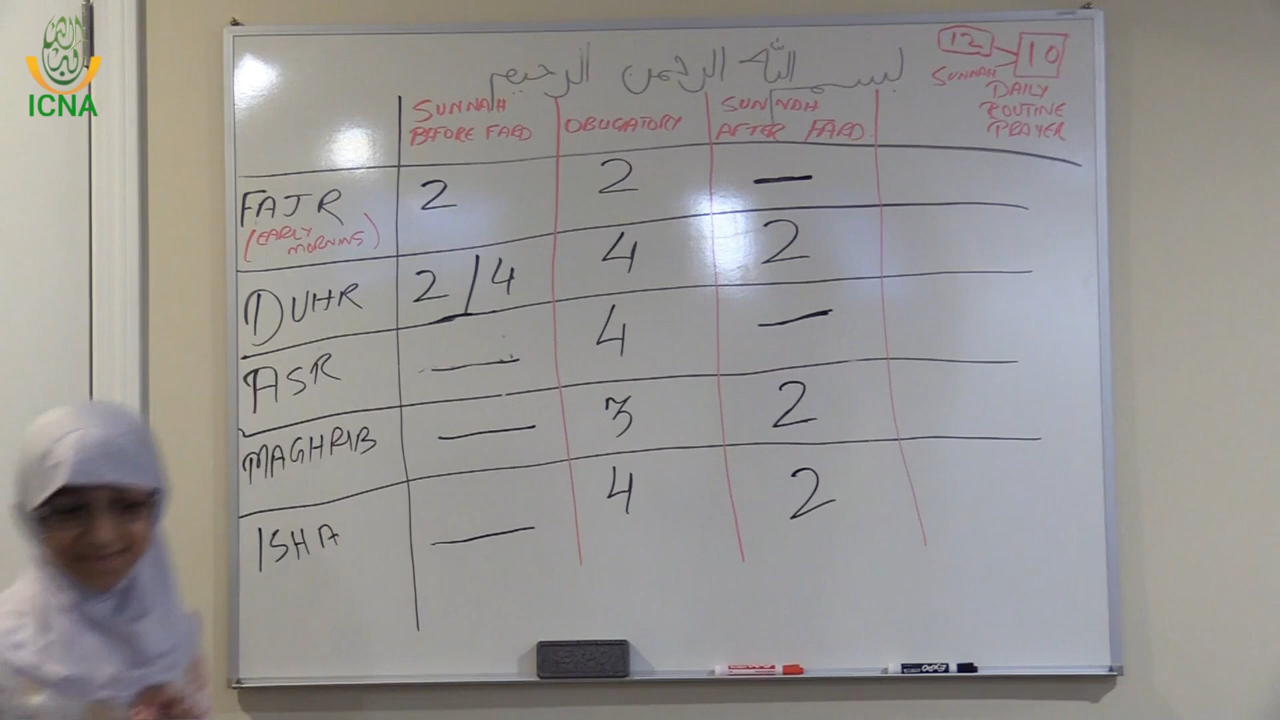 ICNA
بسم الله الرحمن الرحيم
12
10
SUNNAH
DAILY
ROUTINE
PRAYER
SUNNAH
BEFORE FARD
OBLIGATORY
SUNNAH
AFTER FARD
FAJR 2 2 —
(EARLY
MORNING)
DUHR 2/4 4 2
ASR — 4 —
MAGHRIB — 3 2
ISHA — 4 2
EXPO